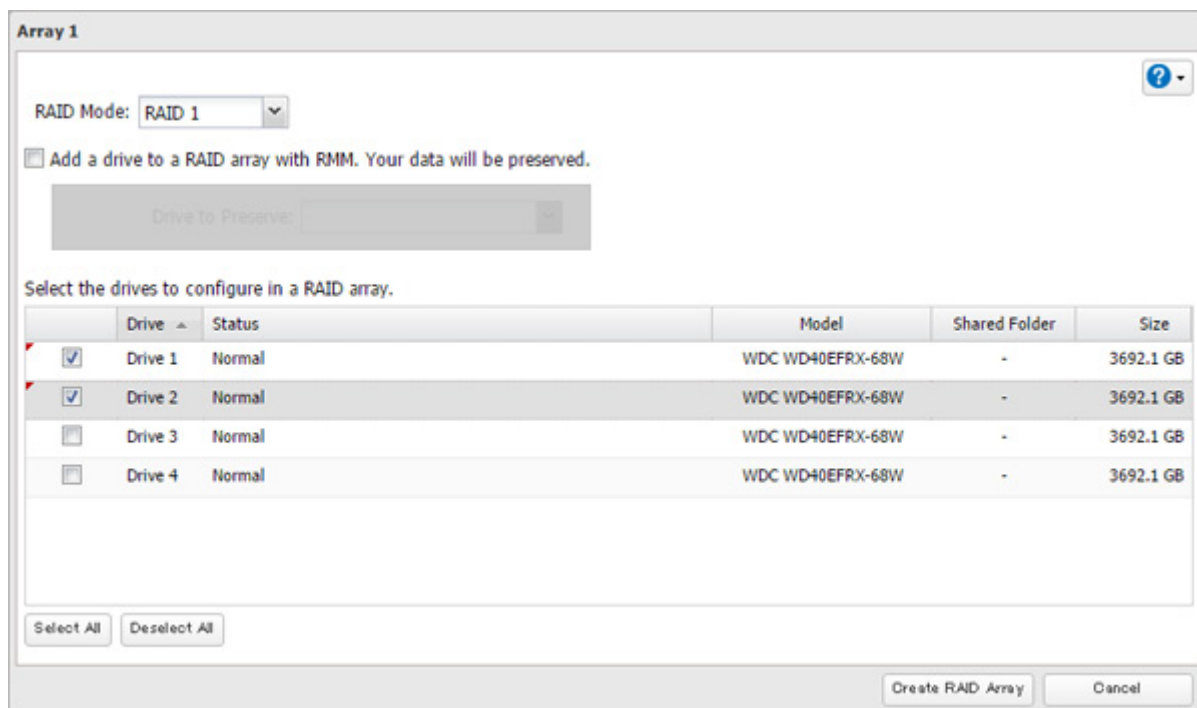 Array 1
?
RAID Mode: RAID 1
Add a drive to a RAID array with RMM. Your data will be preserved.
Drive to Preserve:
Select the drives to configure in a RAID array.
Drive Status Model Shared Folder Size
Drive 1 Normal WDC WD40EFRX-68W - 3692.1 GB
Drive 2 Normal WDC WD40EFRX-68W - 3692.1 GB
Drive 3 Normal WDC WD40EFRX-68W - 3692.1 GB
Drive 4 Normal WDC WD40EFRX-68W - 3692.1 GB
Select All Deselect All
Create RAID Array Cancel